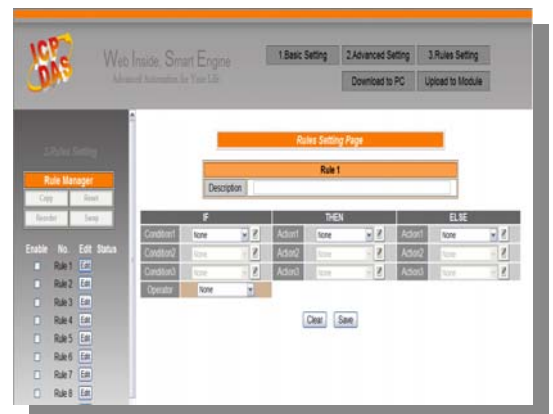 ICP DAS
Web Inside, Smart Engine
Advanced Automation for Your Life
1.Basic Setting
2.Advanced Setting
3.Rules Setting
Download to PC
Upload to Module
3.Rules Setting
Rule Manager
Copy
Reset
Reorder
Swap
Enable No. Edit Status
Rule 1 Edit
Rule 2 Edit
Rule 3 Edit
Rule 4 Edit
Rule 5 Edit
Rule 6 Edit
Rule 7 Edit
Rule 8 Edit
Rules Setting Page
Rule 1
Description
IF THEN ELSE
Condition1 None Action1 None Action1 None
Condition2 None Action2 None Action2 None
Condition3 None Action3 None Action3 None
Operator None
Clear Save